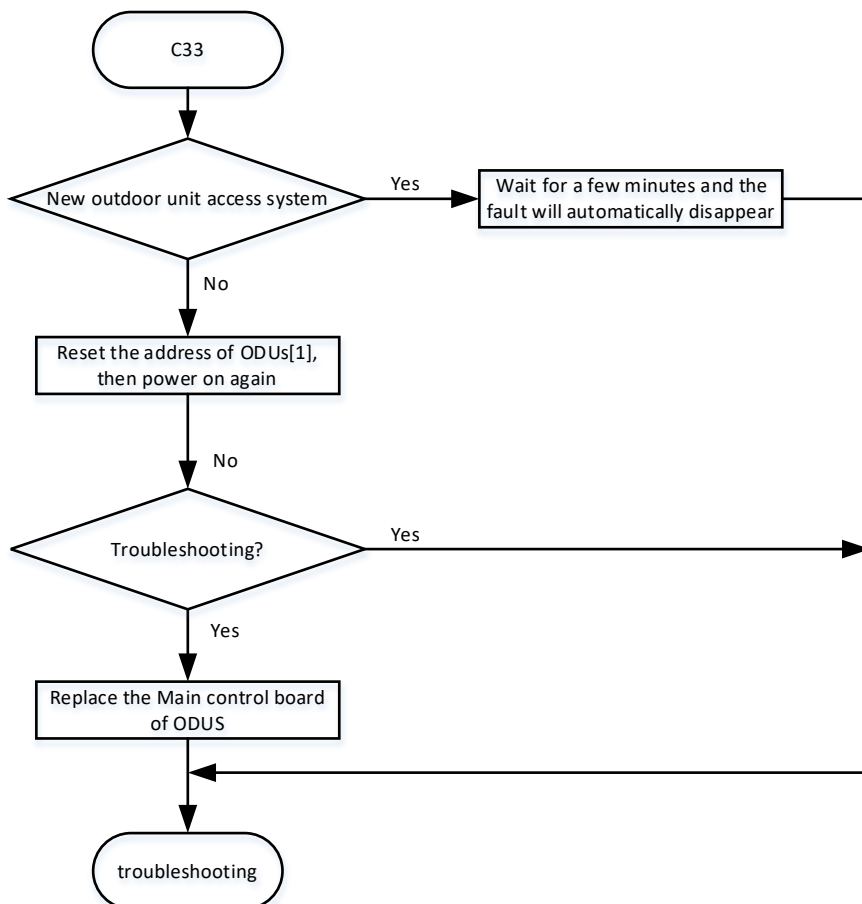 C33
New outdoor unit access system
Yes
Wait for a few minutes and the
fault will automatically disappear
No
Reset the address of ODUs[1],
then power on again
No
Troubleshooting?
Yes
Yes
Replace the Main control board
of ODUS
troubleshooting